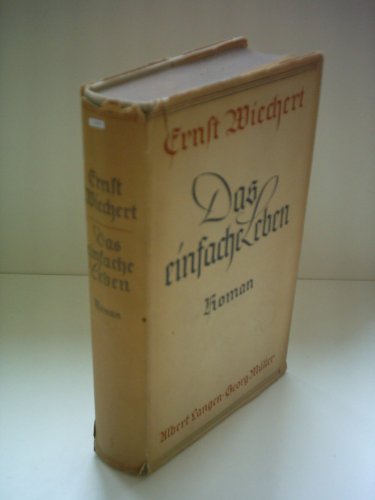 Ernst Wiechert
Das
einfache Leben
Roman
Albert Langen-Georg Müller
Ernst
Wiechert
Das
einfache
Leben
Roman